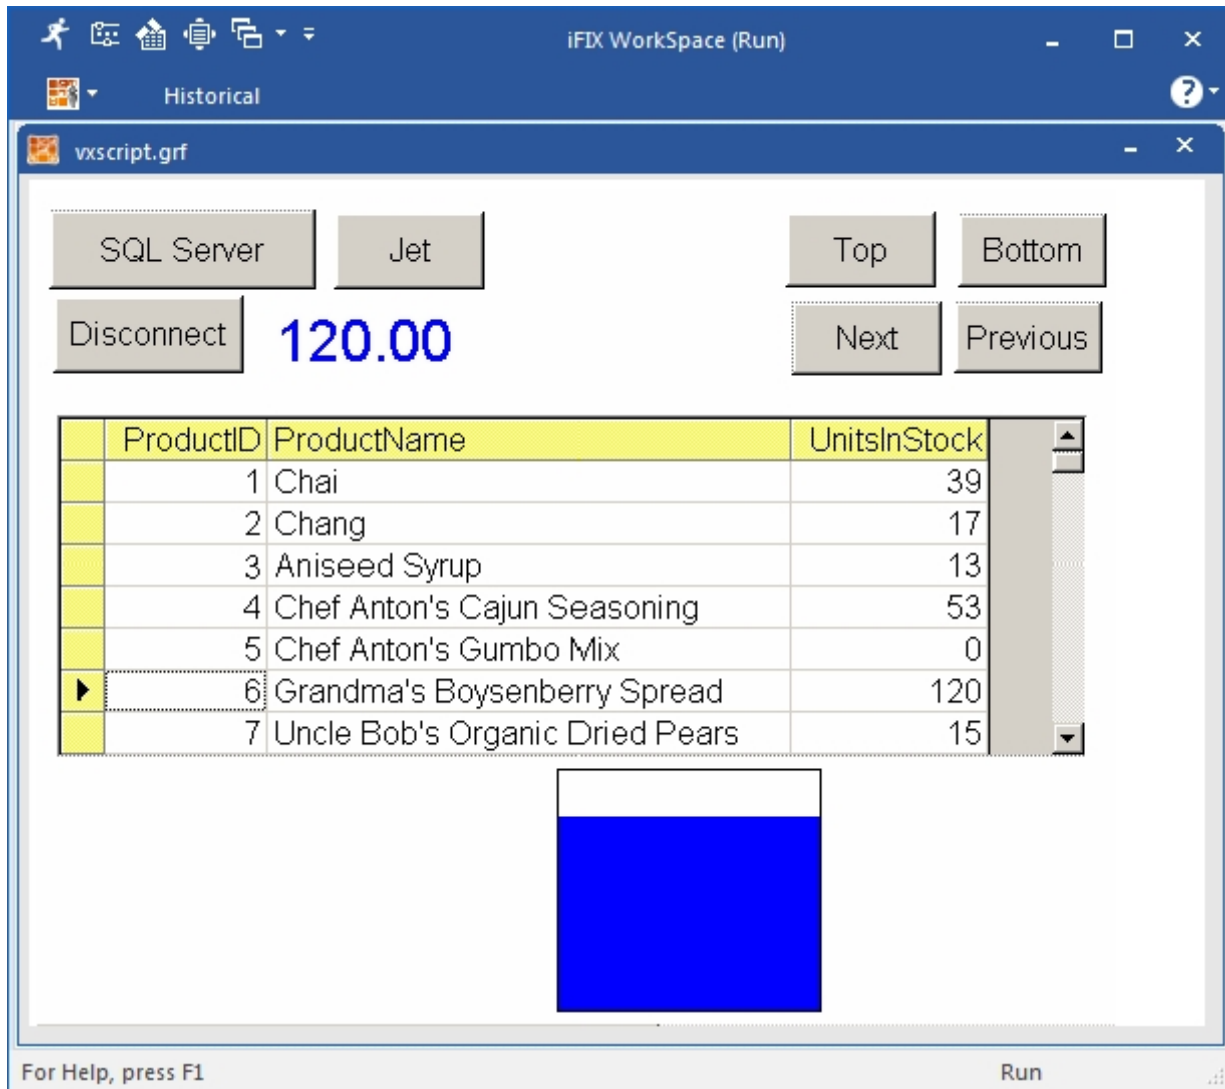 iFIX WorkSpace (Run)
Historical
vxscript.grf
SQL Server Jet Top Bottom
Disconnect 120.00 Next Previous
ProductID ProductName UnitsInStock
1 Chai 39
2 Chang 17
3 Aniseed Syrup 13
4 Chef Anton's Cajun Seasoning 53
5 Chef Anton's Gumbo Mix 0
6 Grandma's Boysenberry Spread 120
7 Uncle Bob's Organic Dried Pears 15
For Help, press F1 Run